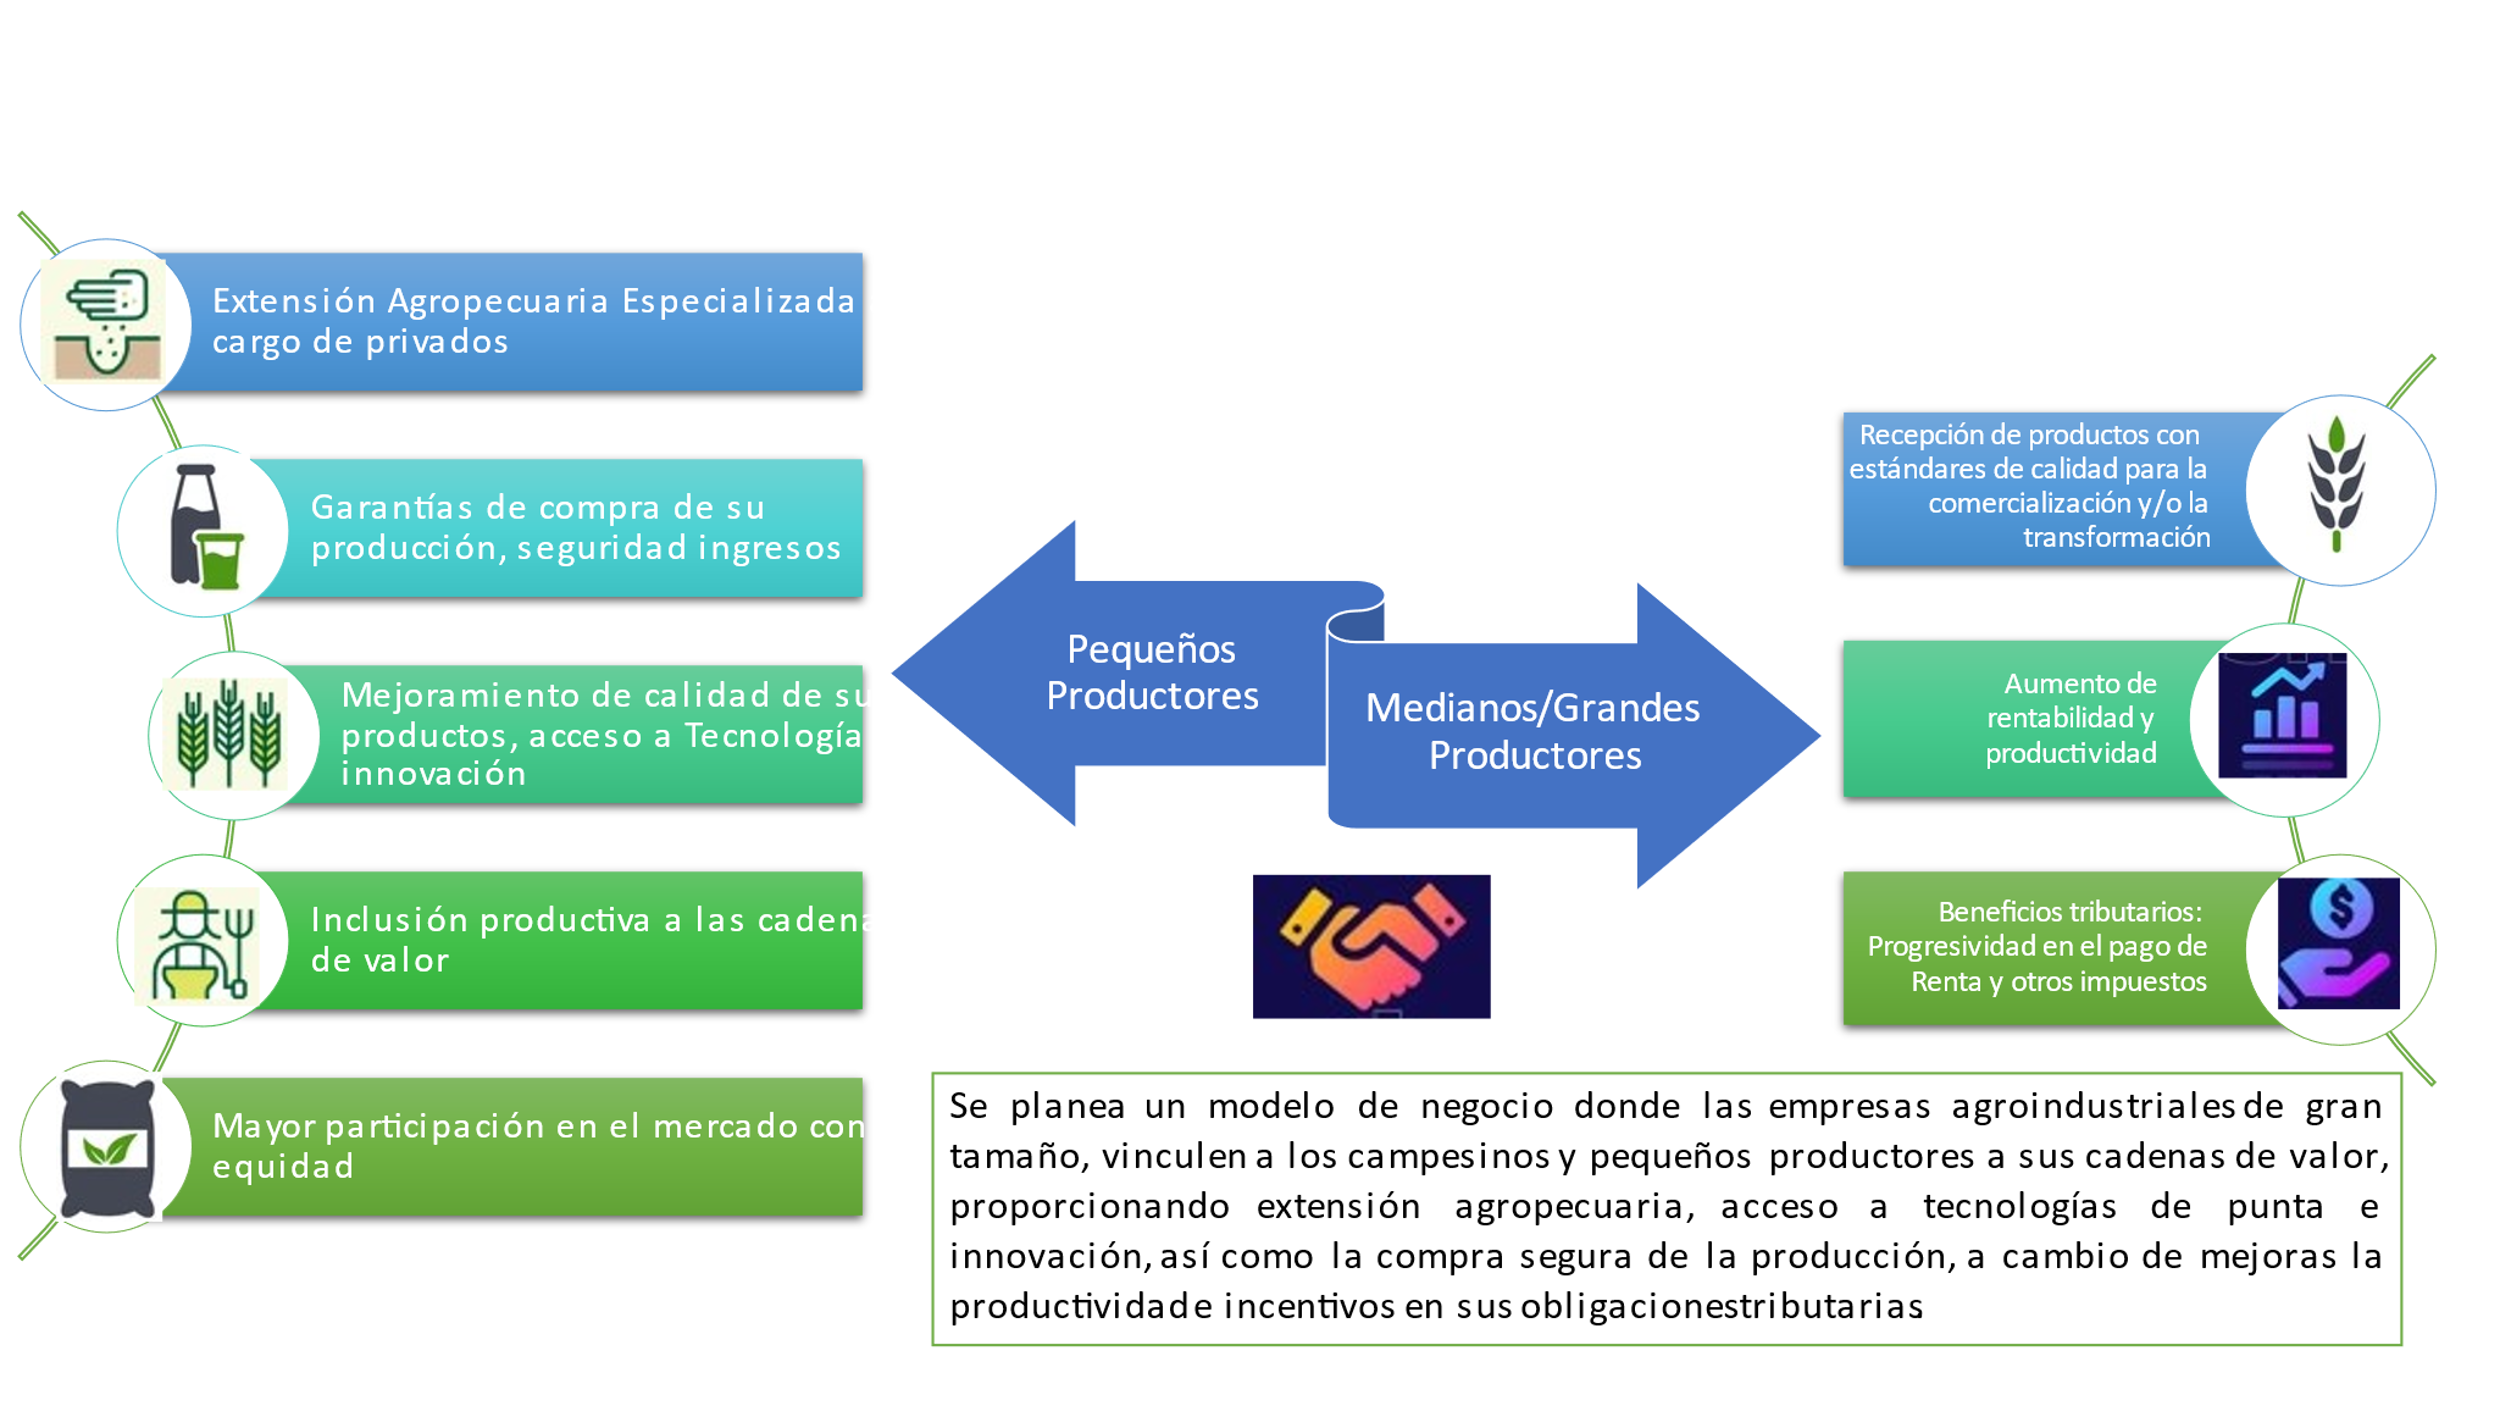 Extensión Agropecuaria Especializada
cargo de privados
Garantías de compra de su
producción, seguridad ingresos
Mejoramiento de calidad de su
productos, acceso a Tecnología
innovación
Inclusión productiva a las cadena
de valor
Mayor participación en el mercado con
equidad
Pequeños
Productores
Medianos/Grandes
Productores
Recepción de productos con
estándares de calidad para la
comercialización y/o la
transformación
Aumento de
rentabilidad y
productividad
Beneficios tributarios:
Progresividad en el pago de
Renta y otros impuestos
Se planea un modelo de negocio donde las empresas agroindustriales de gran
tamaño, vinculen a los campesinos y pequeños productores a sus cadenas de valor,
proporcionando extensión agropecuaria, acceso a tecnologías de punta e
innovación, así como la compra segura de la producción, a cambio de mejoras la
productividad e incentivos en sus obligaciones tributarias.